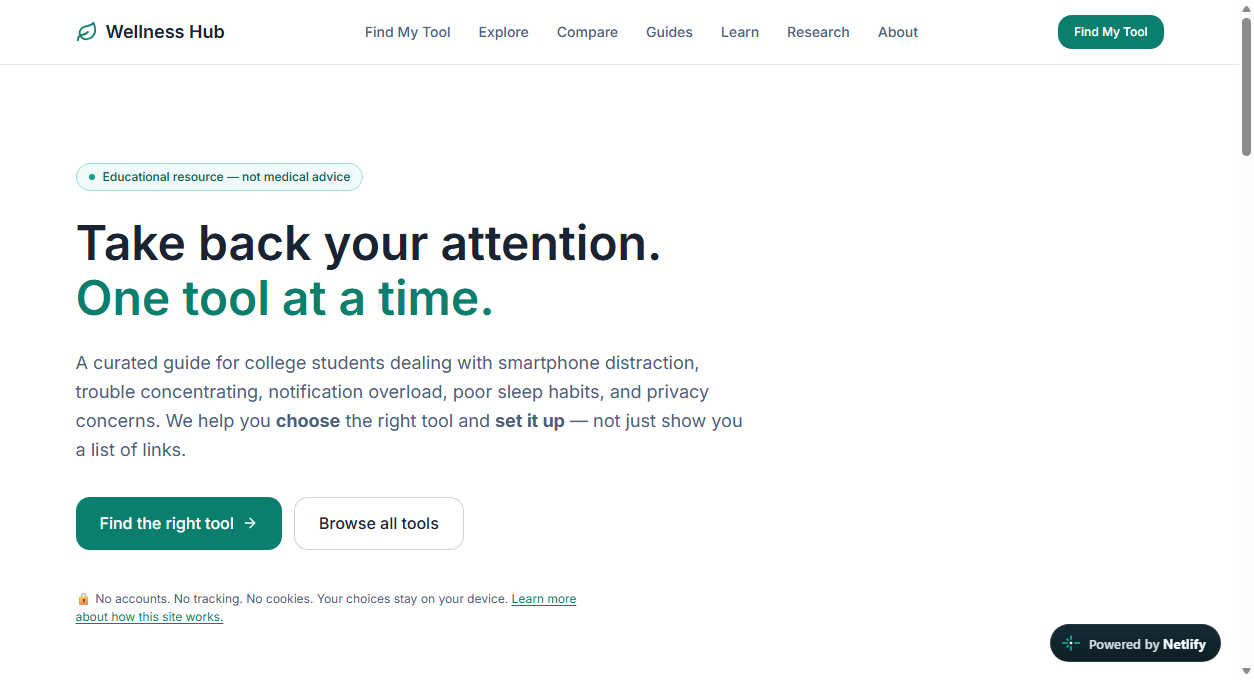 Wellness Hub
Find My Tool
Explore
Compare
Guides
Learn
Research
About
Find My Tool
Educational resource — not medical advice
Take back your attention.
One tool at a time.
A curated guide for college students dealing with smartphone distraction,
trouble concentrating, notification overload, poor sleep habits, and privacy
concerns. We help you choose the right tool and set it up — not just show you
a list of links.
Find the right tool →
Browse all tools
🔒 No accounts. No tracking. No cookies. Your choices stay on your device. Learn more
about how this site works.
Powered by Netlify